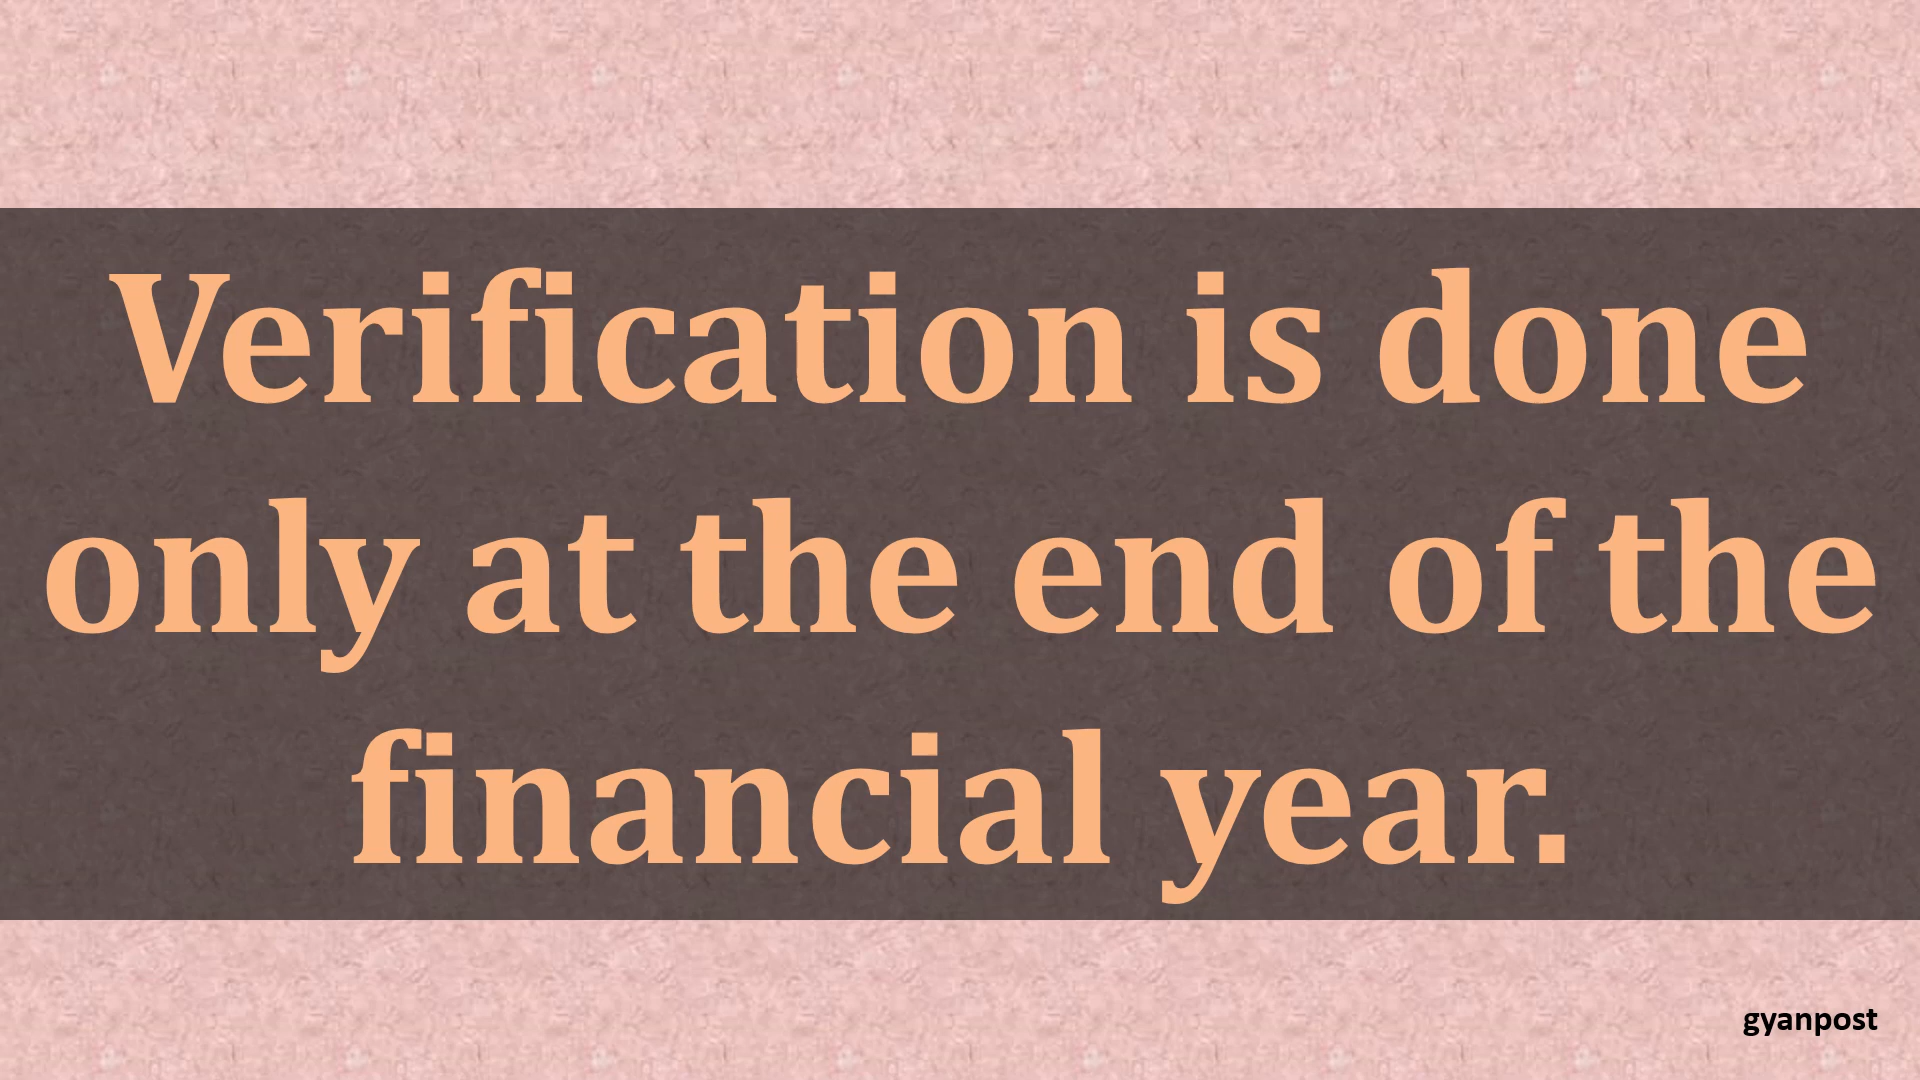 Verification is done
only at the end of the
financial year.
gyanpost